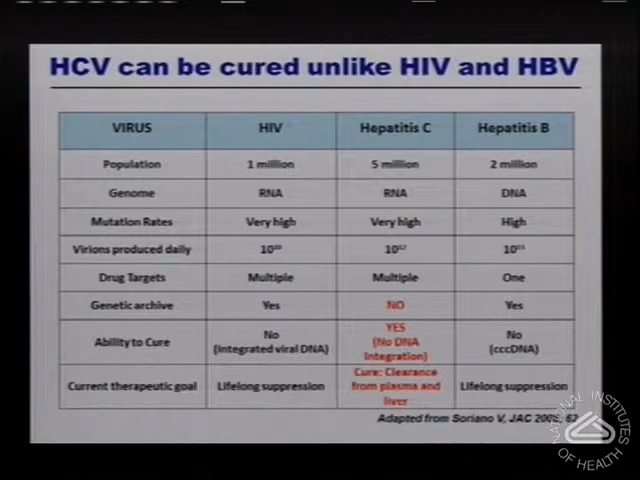 HCV can be cured unlike HIV and HBV
VIRUS HIV Hepatitis C Hepatitis B
Population 1 million 5 million 2 million
Genome RNA RNA DNA
Mutation Rates Very high Very high High
Virions produced daily 10¹⁰ 10¹² 10¹¹
Drug Targets Multiple Multiple One
Genetic archive Yes NO Yes
Ability to Cure No (Integrated viral DNA) YES (No DNA Integration) No (cccDNA)
Current therapeutic goal Lifelong suppression Cure: Clearance from plasma and liver Lifelong suppression
Adapted from Soriano V, JAC
NATIONAL INSTITUTES OF HEALTH